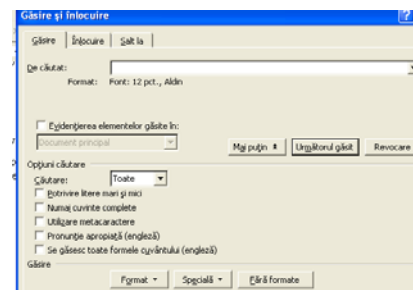 Găsire și înlocuire
Găsire Înlocuire Salt la
De căutat:
Format: Font: 12 pct., Aldin
Evidențierea elementelor găsite în:
Document principal
Mai puțin Următorul găsit Revocare
Opțiuni căutare
Căutare: Toate
Potrivire litere mari și mici
Numai cuvinte complete
Utilizare metacaractere
Pronunție apropiată (engleză)
Se găsesc toate formele cuvântului (engleză)
Găsire
Format Specială Fără formate